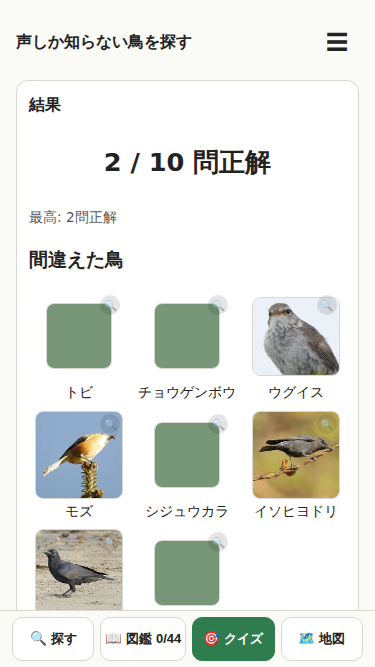 声しか知らない鳥を探す
結果
2 / 10 問正解
最高: 2問正解
間違えた鳥
トビ
チョウゲンボウ
ウグイス
モズ
シジュウカラ
イソヒヨドリ
探す
図鑑 0/44
クイズ
地図